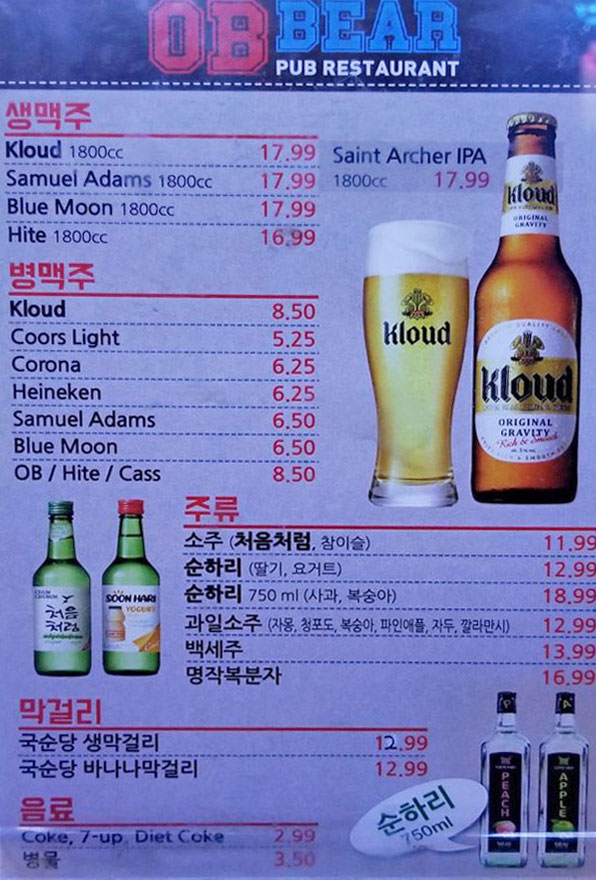 OB BEAR
PUB RESTAURANT
생맥주
Kloud 1800cc 17.99
Samuel Adams 1800cc 17.99
Blue Moon 1800cc 17.99
Hite 1800cc 16.99
Saint Archer IPA
1800cc 17.99
병맥주
Kloud 8.50
Coors Light 5.25
Corona 6.25
Heineken 6.25
Samuel Adams 6.50
Blue Moon 6.50
OB / Hite / Cass 8.50
Kloud
Kloud
ORIGINAL
GRAVITY
Kloud
ORIGINAL
GRAVITY
Rich & Smooth
주류
소주 (처음처럼, 참이슬) 11.99
순하리 (딸기, 요거트) 12.99
순하리 750 ml (사과, 복숭아) 18.99
과일소주 (자몽, 청포도, 복숭아, 파인애플, 자두, 깔라만시) 12.99
백세주 13.99
명작복분자 16.99
처음
처럼
SOON HARI
YOGURT
막걸리
국순당 생막걸리 12.99
국순당 바나나막걸리 12.99
음료
Coke, 7-up, Diet Coke 2.99
병물 3.50
순하리
750ml
PEACH
APPLE